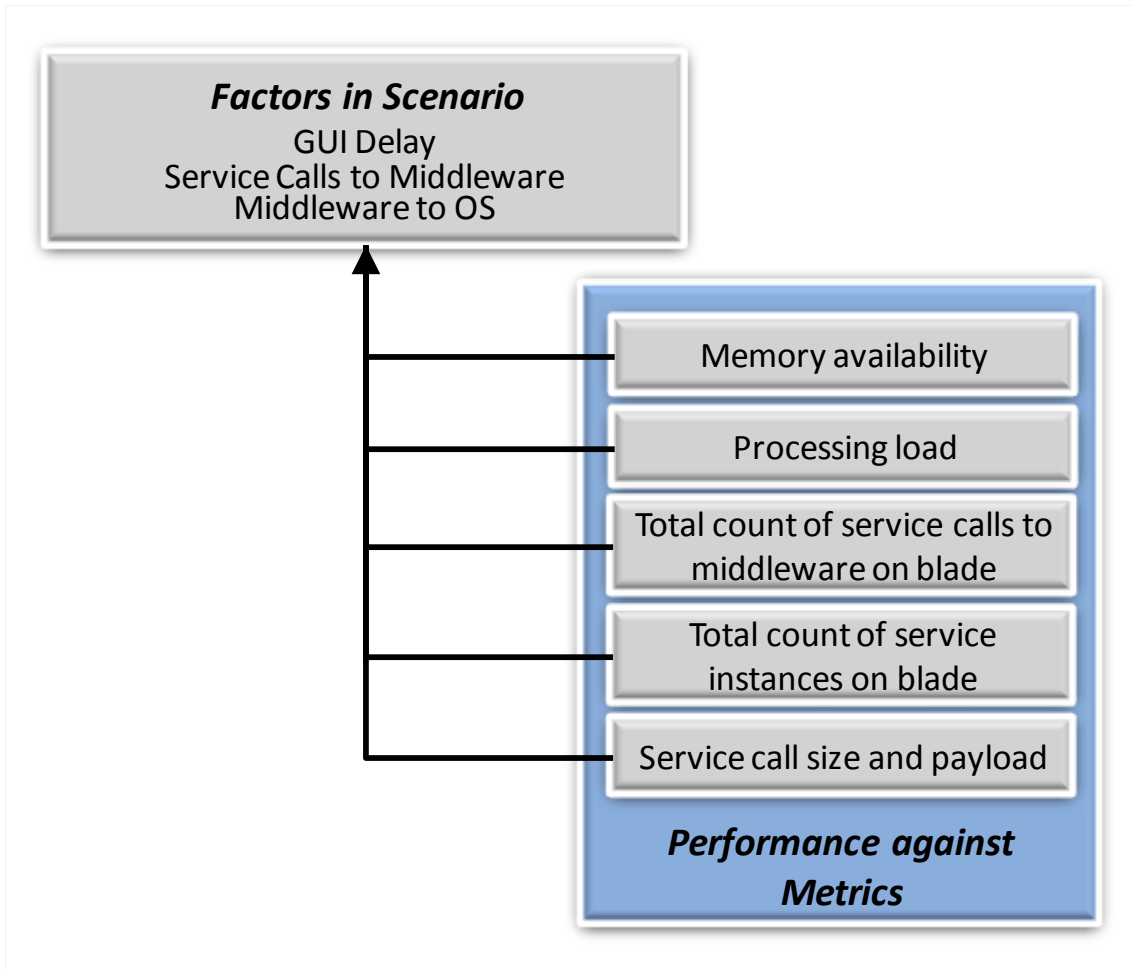 Factors in Scenario
GUI Delay
Service Calls to Middleware
Middleware to OS
Memory availability
Processing load
Total count of service calls to
middleware on blade
Total count of service
instances on blade
Service call size and payload
Performance against
Metrics